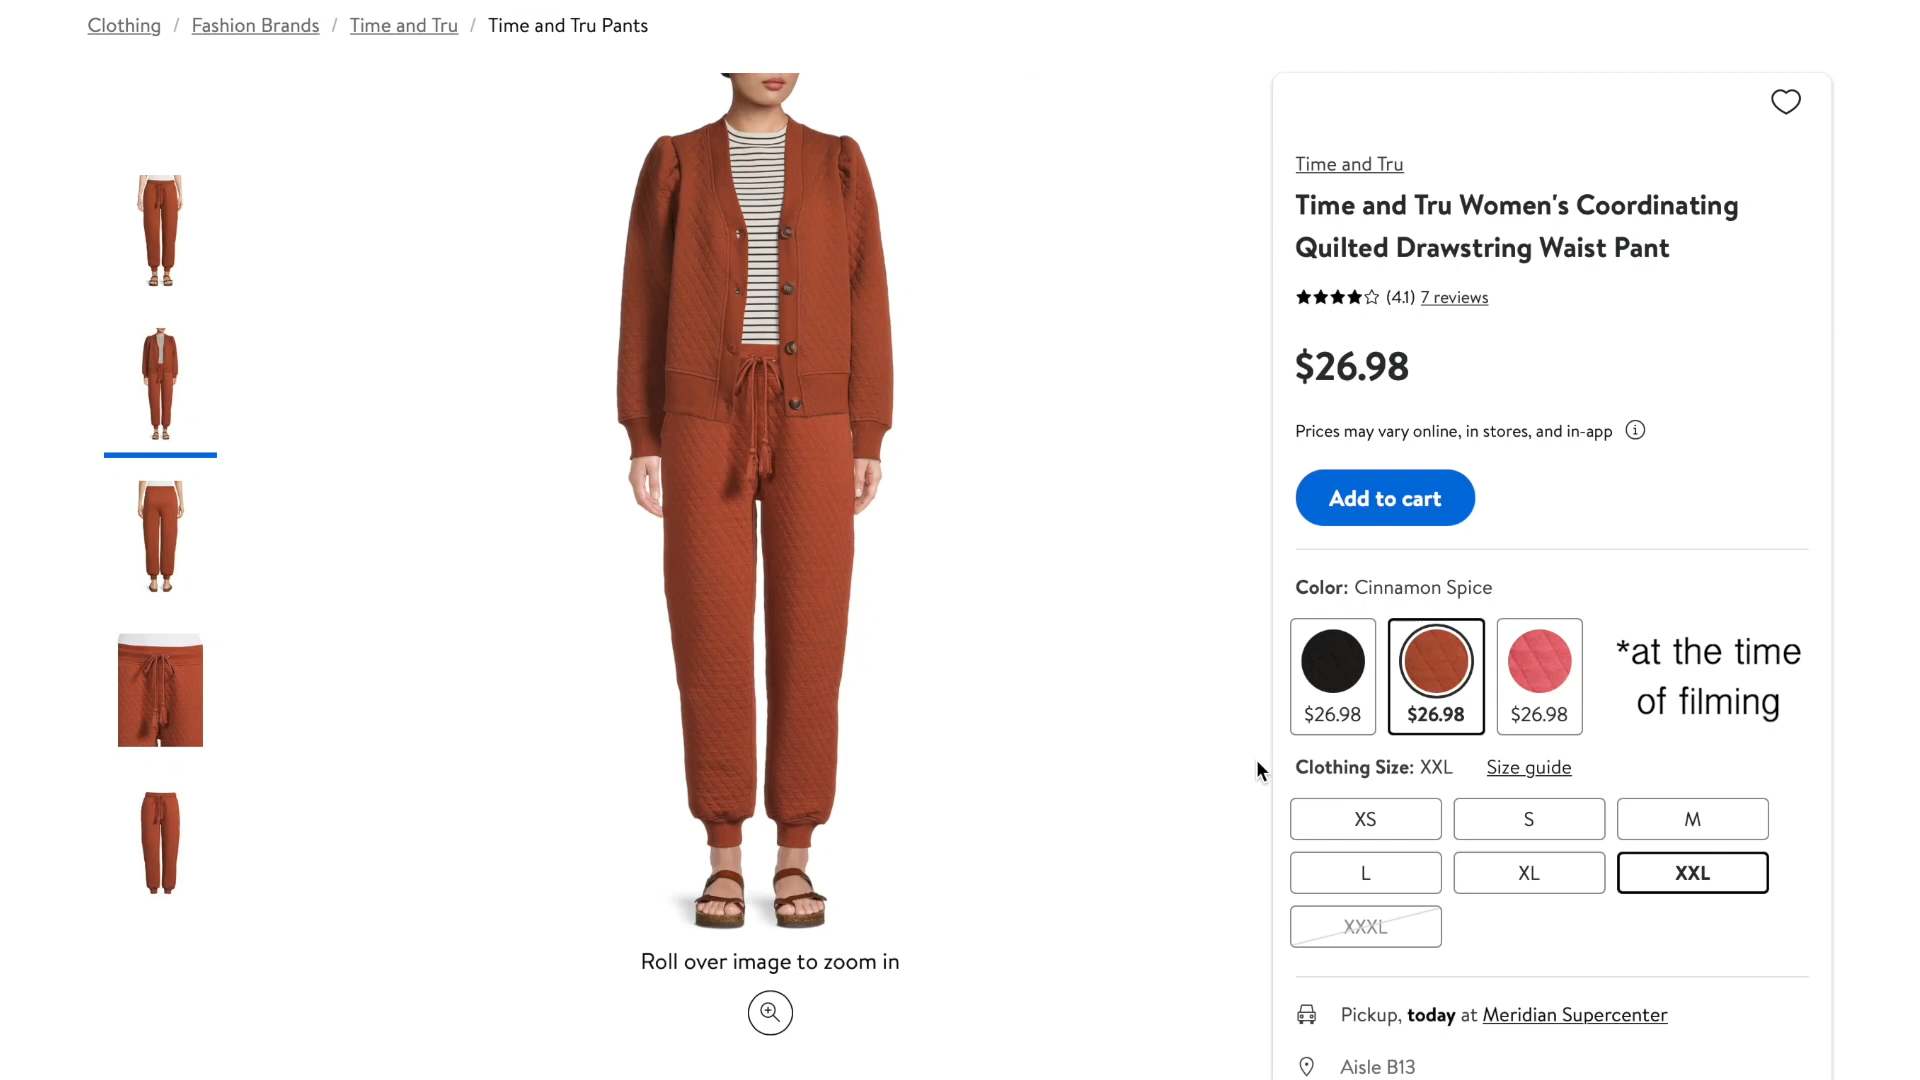 Clothing / Fashion Brands / Time and Tru / Time and Tru Pants
Time and Tru
Time and Tru Women's Coordinating
Quilted Drawstring Waist Pant
(4.1) 7 reviews
$26.98
Prices may vary online, in stores, and in-app
Add to cart
Color: Cinnamon Spice
$26.98
$26.98
$26.98
*at the time
of filming
Clothing Size: XXL Size guide
XS
S
M
L
XL
XXL
XXXL
Roll over image to zoom in
Pickup, today at Meridian Supercenter
Aisle B13